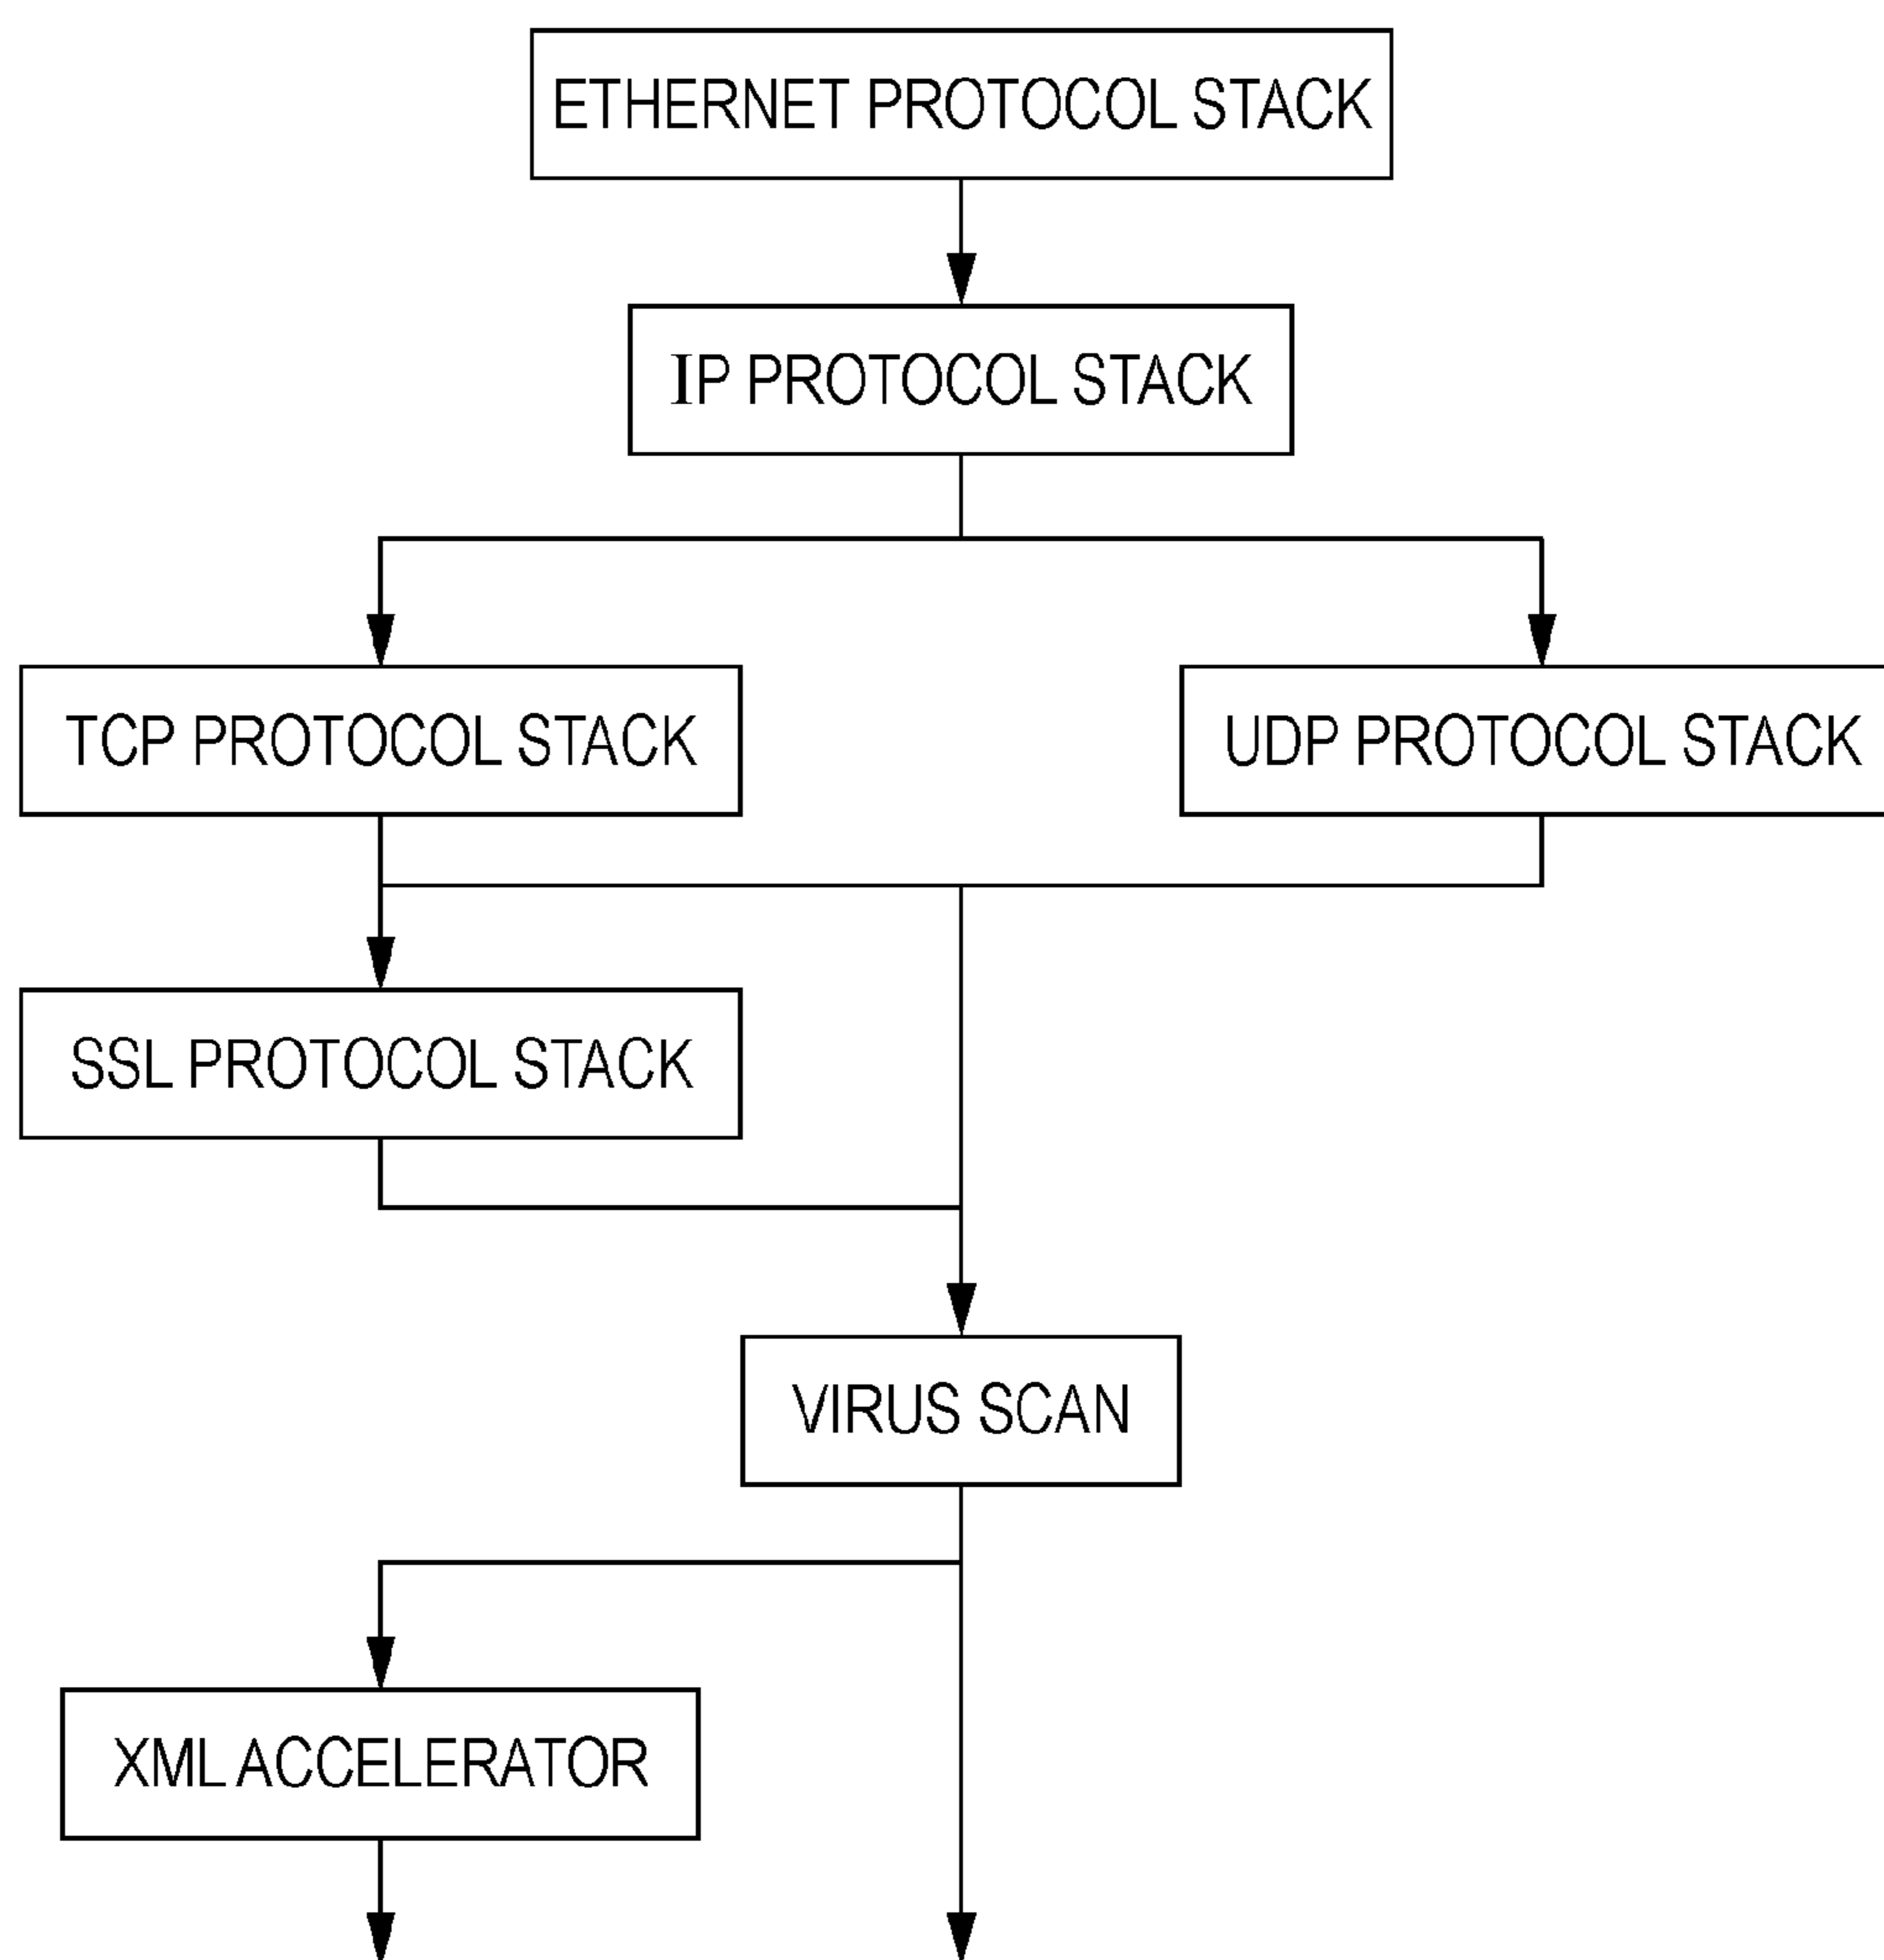 ETHERNET PROTOCOL STACK
IP PROTOCOL STACK
TCP PROTOCOL STACK
UDP PROTOCOL STACK
SSL PROTOCOL STACK
VIRUS SCAN
XML ACCELERATOR